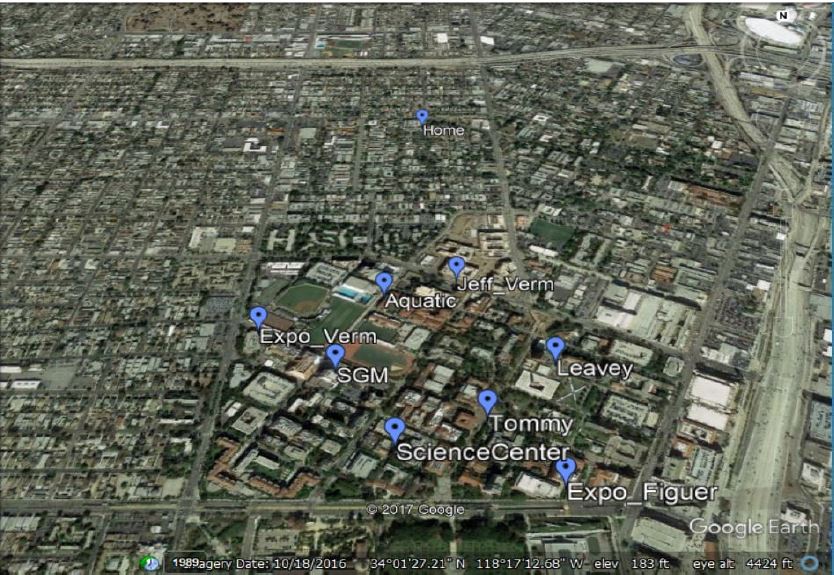 N
Home
Jeff_Verm
Aquatic
Expo_Verm
SGM
Leavey
Tommy
ScienceCenter
Expo_Figuer
© 2017 Google
Google Earth
1989
Imagery Date: 10/18/2016 34°01'27.21" N 118°17'12.68" W elev 183 ft eye alt 4424 ft